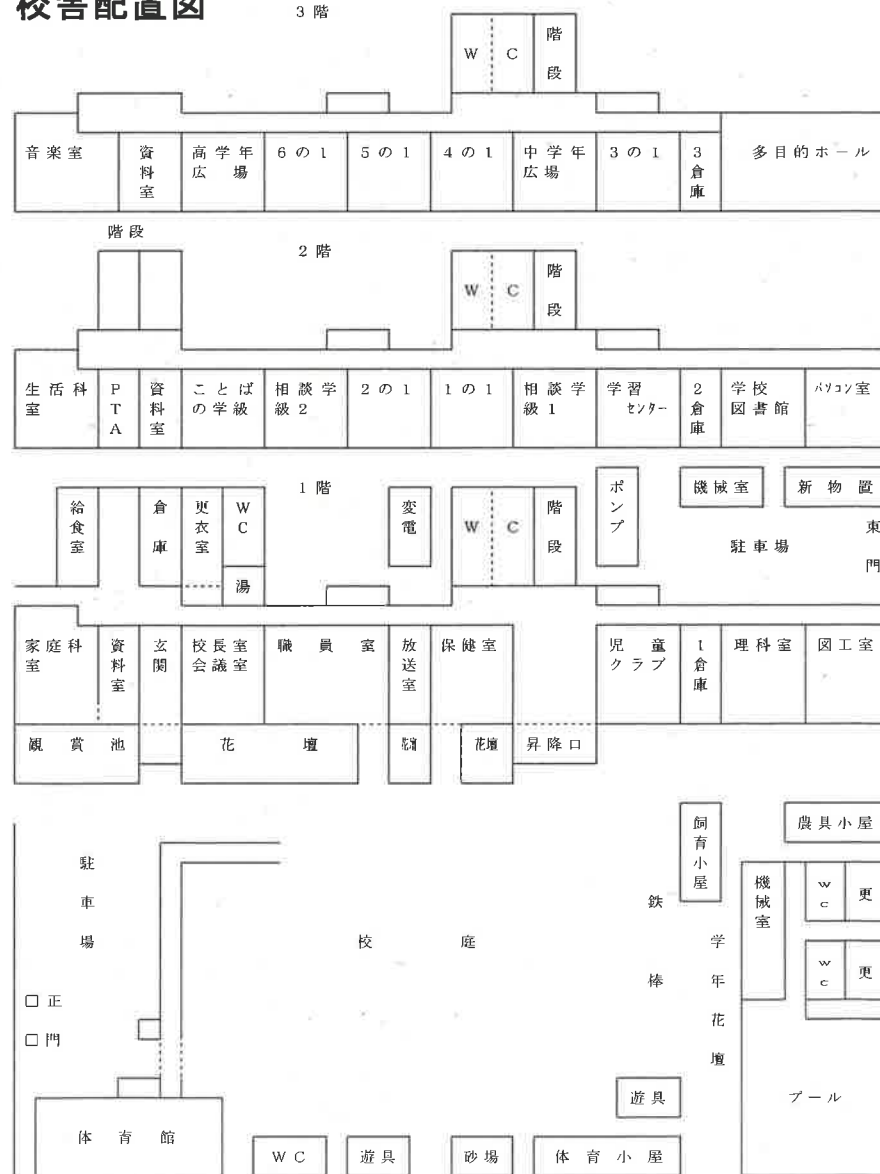 校舎配置図
3 階
W C
階段
音楽室
資料室
高学年広場
6の1
5の1
4の1
中学年広場
3の1
3倉庫
多目的ホール
階段
2 階
W C
階段
生活科室
PTA
資料室
ことばの学級
相談学級2
2の1
1の1
相談学級1
学習センター
2倉庫
学校図書館
パソコン室
1 階
給食室
倉庫
更衣室
WC
湯
変電
W C
階段
ポンプ
機械室
新物置
駐車場
東門
家庭科室
資料室
玄関
校長室会議室
職員室
放送室
保健室
児童クラブ
1倉庫
理科室
図工室
観賞池
花壇
花壇
花壇
昇降口
駐車場
正門
校庭
鉄棒
飼育小屋
学年花壇
農具小屋
機械室
WC
更
WC
更
プール
遊具
体育館
WC
遊具
砂場
体育小屋